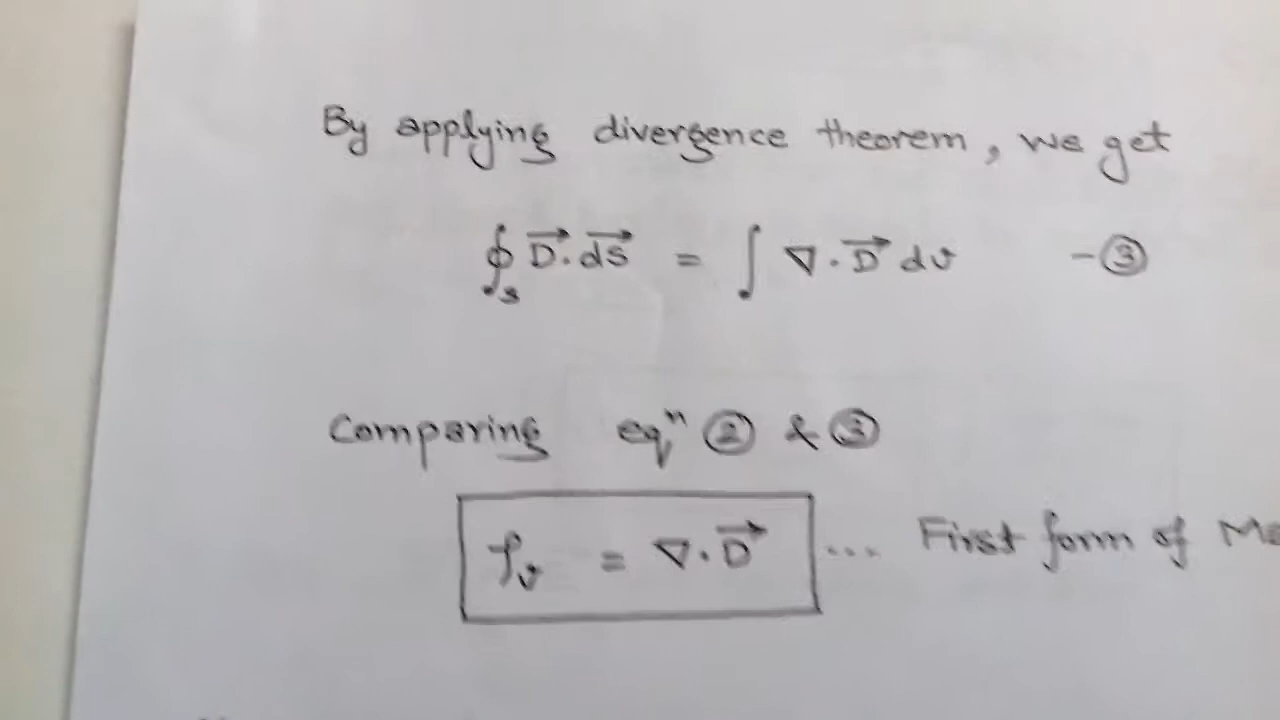 By applying divergence theorem, we get
∮ₛ D⃗.ds⃗ = ∫ ∇.D⃗ dv -③
Comparing eqⁿ ② & ③
ρᵥ = ∇.D⃗ ... First form of